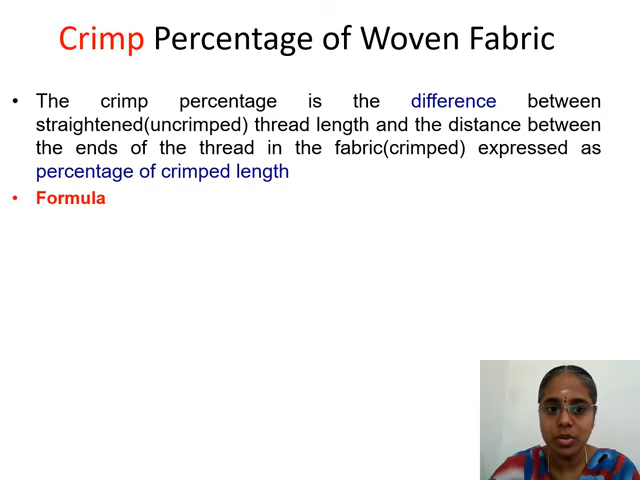 Crimp Percentage of Woven Fabric
• The crimp percentage is the difference between
straightened(uncrimped) thread length and the distance between
the ends of the thread in the fabric(crimped) expressed as
percentage of crimped length
• Formula